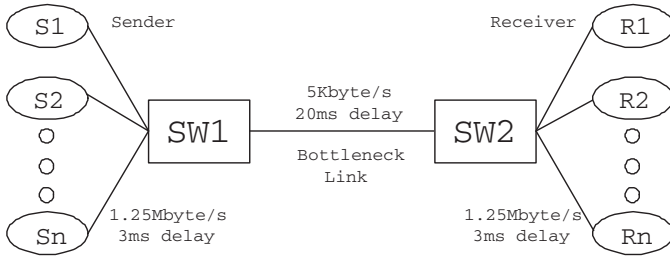 S1
Sender
Receiver
R1
S2
5Kbyte/s
20ms delay
R2
SW1
SW2
Bottleneck
Link
1.25Mbyte/s
3ms delay
1.25Mbyte/s
3ms delay
Sn
Rn